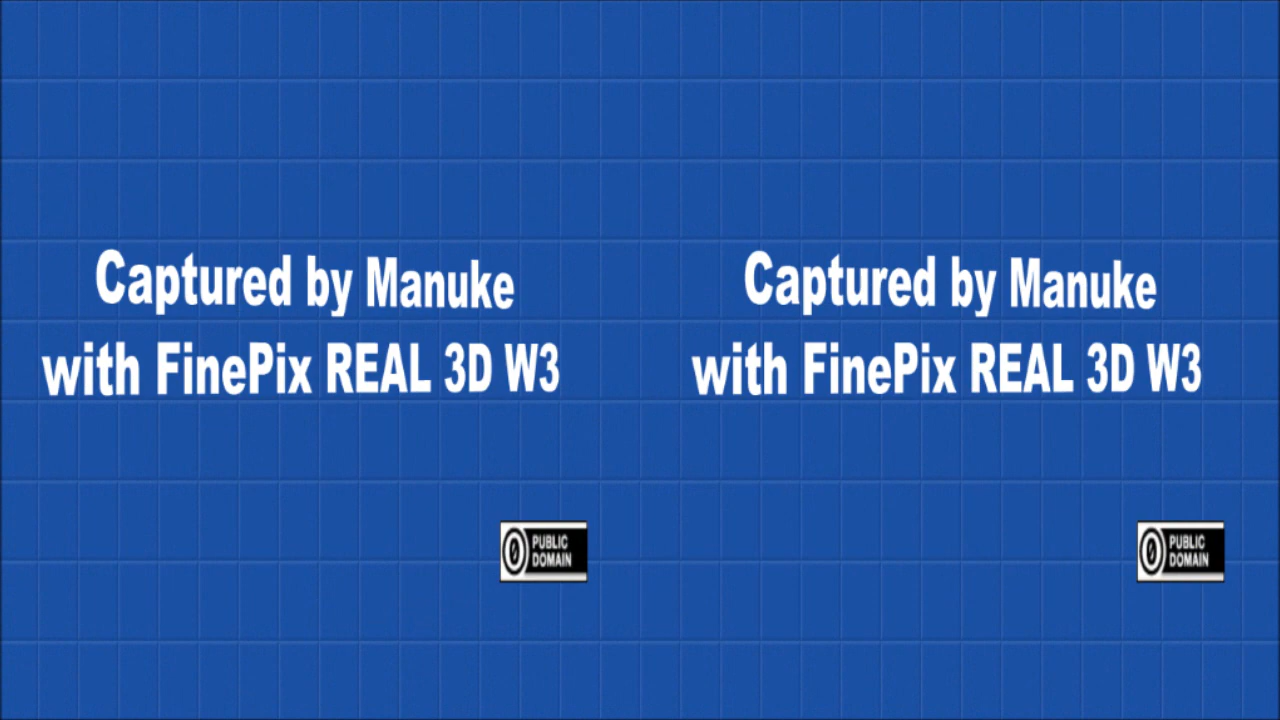 Captured by Manuke
with FinePix REAL 3D W3
PUBLIC
DOMAIN
Captured by Manuke
with FinePix REAL 3D W3
PUBLIC
DOMAIN